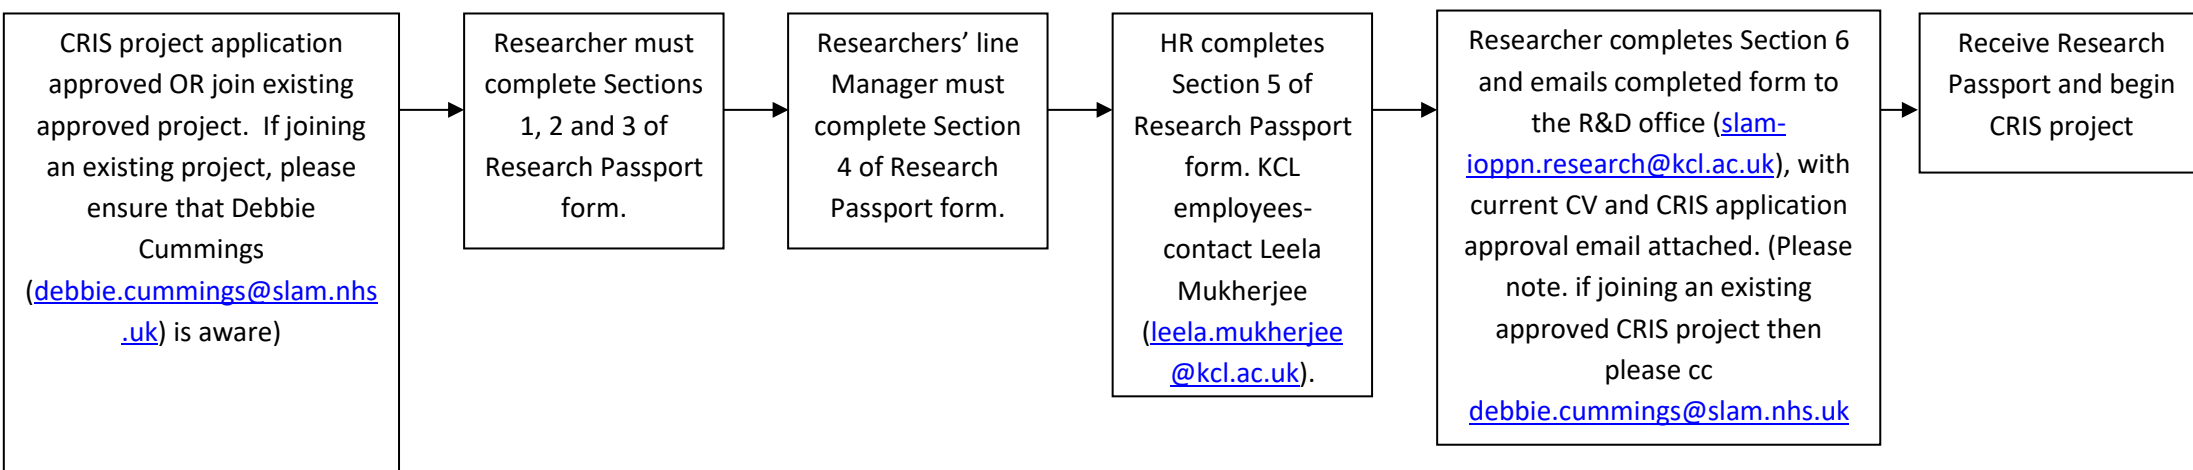 CRIS project application
approved OR join existing
approved project.  If joining
an existing project, please
ensure that Debbie
Cummings
(debbie.cummings@slam.nhs
.uk) is aware)
Researcher must
complete Sections
1, 2 and 3 of
Research Passport
form.
Researchers’ line
Manager must
complete Section
4 of Research
Passport form.
HR completes
Section 5 of
Research Passport
form. KCL
employees-
contact Leela
Mukherjee
(leela.mukherjee
@kcl.ac.uk).
Researcher completes Section 6
and emails completed form to
the R&D office (slam-
ioppn.research@kcl.ac.uk), with
current CV and CRIS application
approval email attached. (Please
note. if joining an existing
approved CRIS project then
please cc
debbie.cummings@slam.nhs.uk
Receive Research
Passport and begin
CRIS project